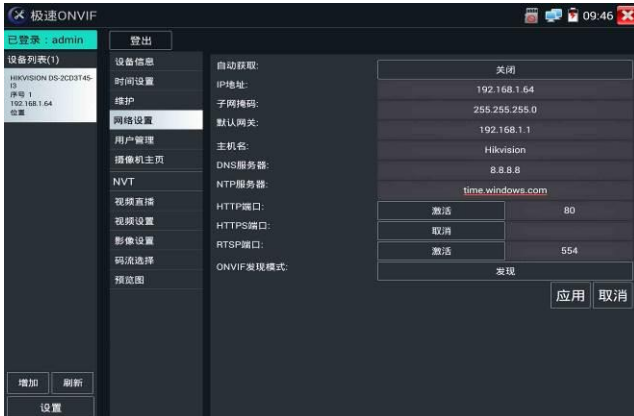 极速ONVIF
09:46
已登录：admin
登出
设备列表(1)
HIKVISION DS-2CD3T45-I3
序号 1
192.168.1.64
位置
设备信息
时间设置
维护
网络设置
用户管理
摄像机主页
NVT
视频直播
视频设置
影像设置
码流选择
预览图
自动获取: 关闭
IP地址: 192.168.1.64
子网掩码: 255.255.255.0
默认网关: 192.168.1.1
主机名: Hikvision
DNS服务器: 8.8.8.8
NTP服务器: time.windows.com
HTTP端口: 激活 80
HTTPS端口: 取消
RTSP端口: 激活 554
ONVIF发现模式: 发现
应用 取消
增加 刷新
设置